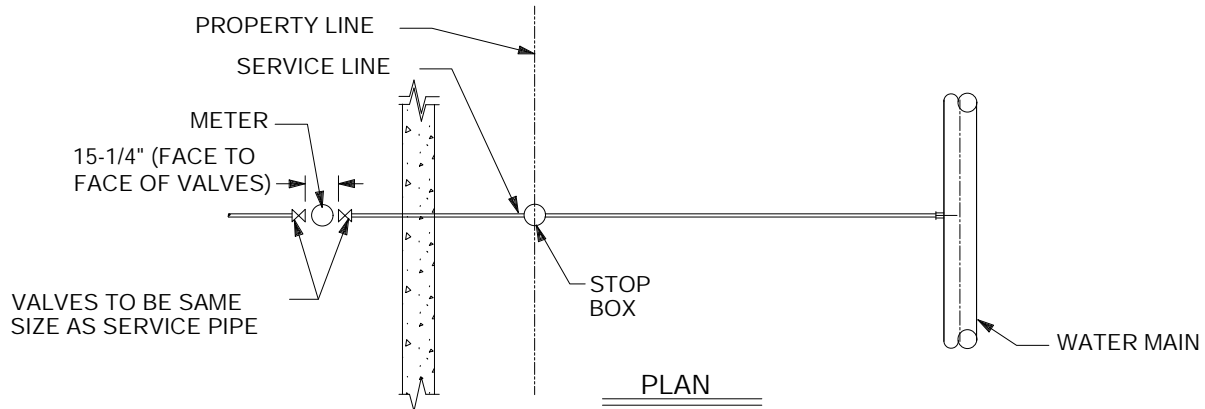 PROPERTY LINE
SERVICE LINE
METER
15-1/4" (FACE TO
FACE OF VALVES)
STOP
BOX
VALVES TO BE SAME
SIZE AS SERVICE PIPE
WATER MAIN
PLAN